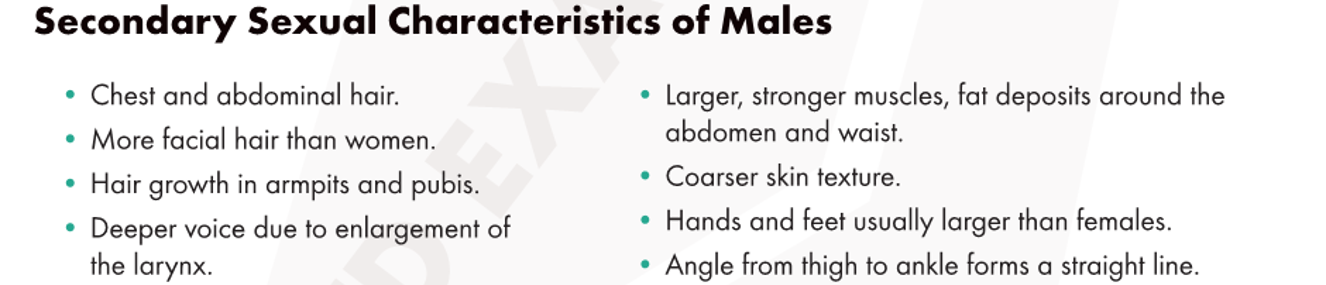 Secondary Sexual Characteristics of Males
• Chest and abdominal hair.
• More facial hair than women.
• Hair growth in armpits and pubis.
• Deeper voice due to enlargement of
the larynx.
• Larger, stronger muscles, fat deposits around the
abdomen and waist.
• Coarser skin texture.
• Hands and feet usually larger than females.
• Angle from thigh to ankle forms a straight line.